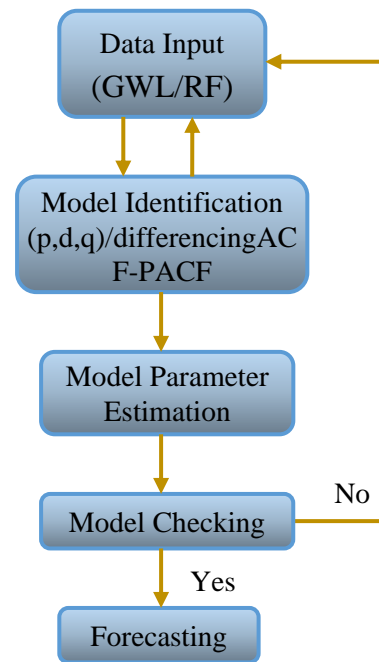 Data Input
(GWL/RF)
Model Identification
(p,d,q)/differencingAC
F-PACF
Model Parameter
Estimation
Model Checking
No
Yes
Forecasting